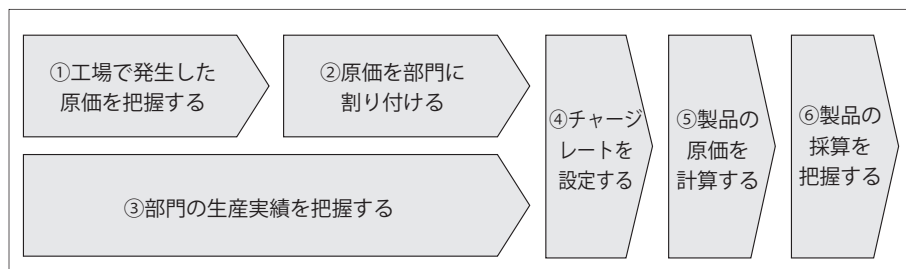 ①工場で発生した
原価を把握する
②原価を部門に
割り付ける
③部門の生産実績を把握する
④チャージ
レートを
設定する
⑤製品の
原価を
計算する
⑥製品の
採算を
把握する